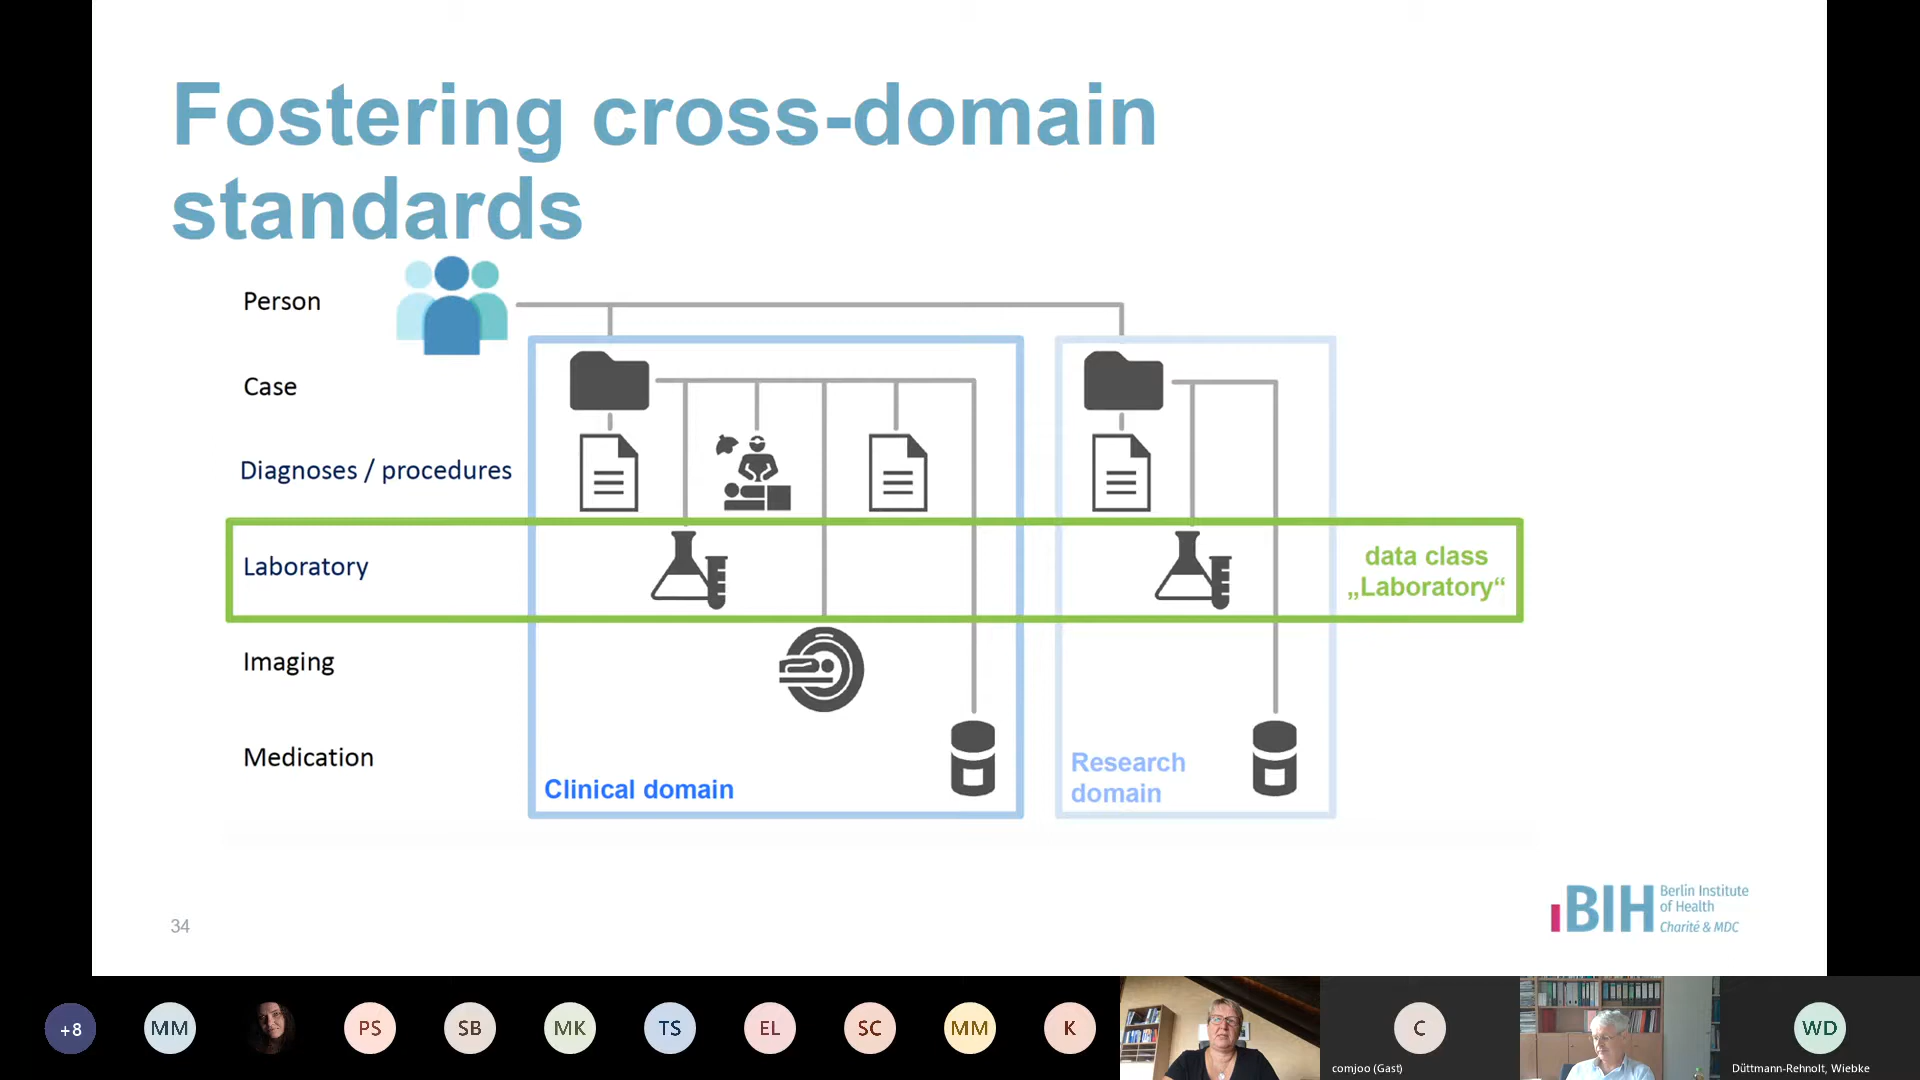 Fostering cross-domain
standards
Person
Case
Diagnoses / procedures
Laboratory
data class
„Laboratory“
Imaging
Medication
Clinical domain
Research
domain
34
BIH
Berlin Institute
of Health
Charité & MDC
+8
MM
PS
SB
MK
TS
EL
SC
MM
K
C
comjoo (Gast)
WD
Düttmann-Rehnolt, Wiebke